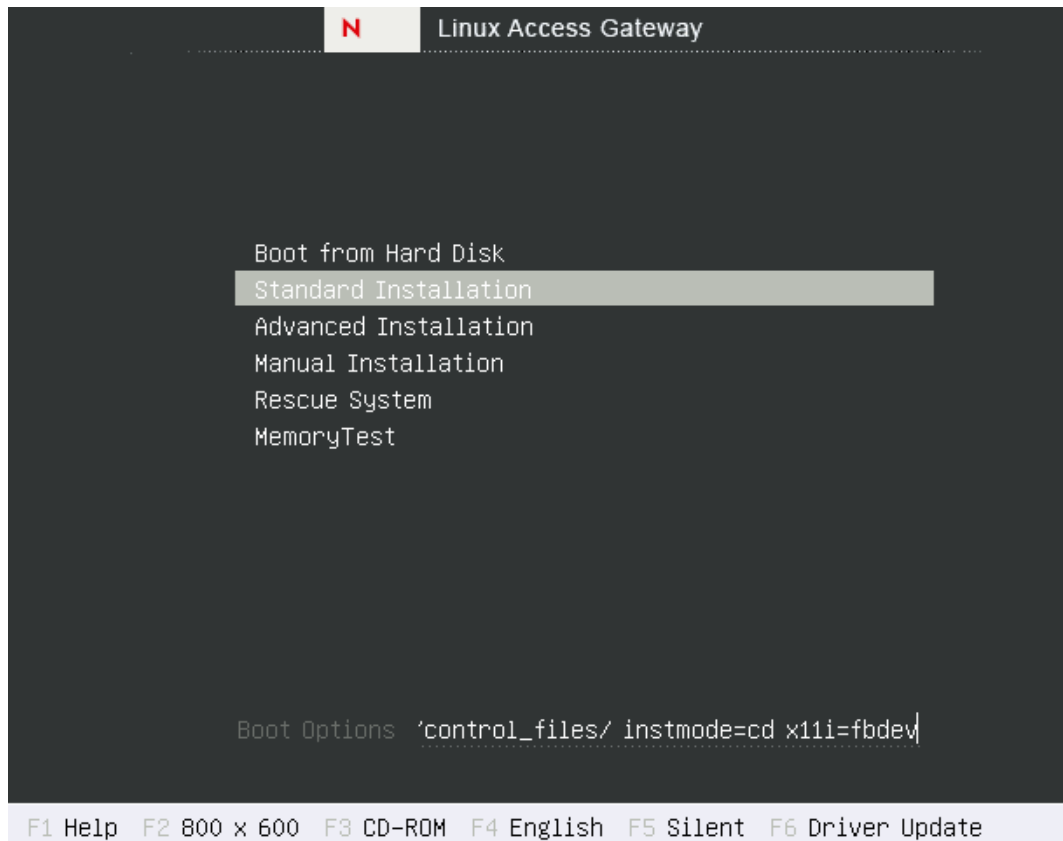 N Linux Access Gateway
Boot from Hard Disk
Standard Installation
Advanced Installation
Manual Installation
Rescue System
MemoryTest
Boot Options control_files/ instmode=cd x11i=fbdev
F1 Help F2 800 x 600 F3 CD-ROM F4 English F5 Silent F6 Driver Update